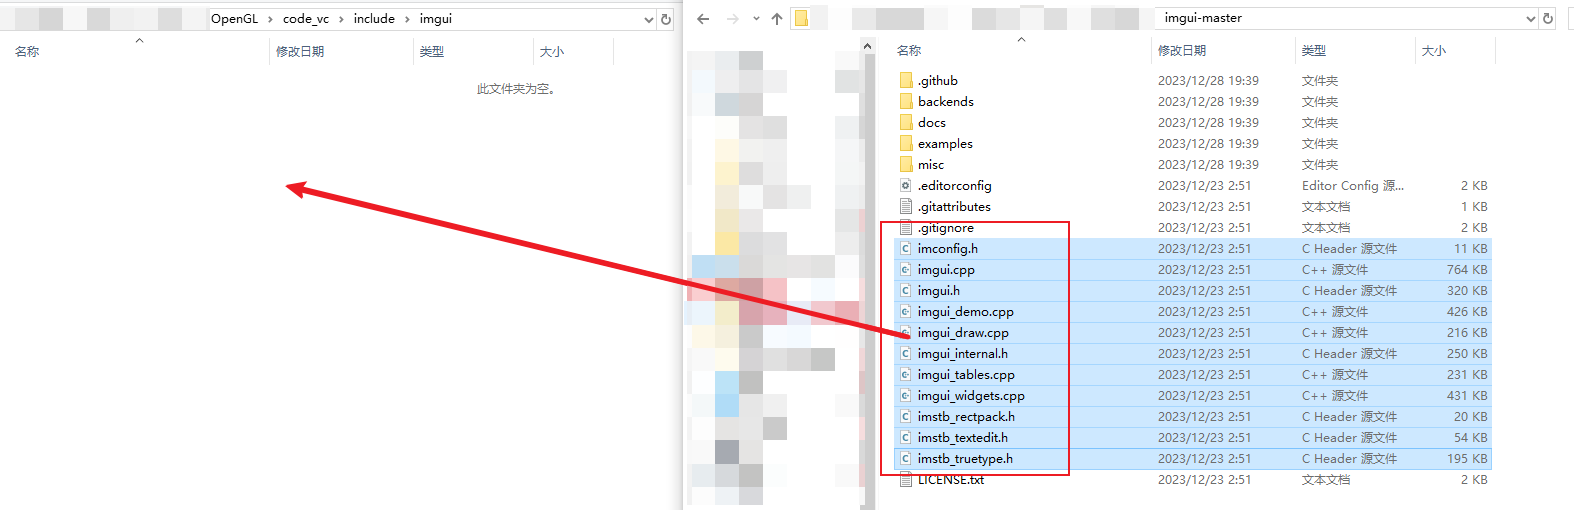 OpenGL > code_vc > include > imgui
名称 修改日期 类型 大小
此文件夹为空。
imgui-master
名称 修改日期 类型 大小
.github 2023/12/28 19:39 文件夹
backends 2023/12/28 19:39 文件夹
docs 2023/12/28 19:39 文件夹
examples 2023/12/28 19:39 文件夹
misc 2023/12/28 19:39 文件夹
.editorconfig 2023/12/23 2:51 Editor Config 源... 2 KB
.gitattributes 2023/12/23 2:51 文本文档 1 KB
.gitignore 2023/12/23 2:51 文本文档 2 KB
imconfig.h 2023/12/23 2:51 C Header 源文件 11 KB
imgui.cpp 2023/12/23 2:51 C++ 源文件 764 KB
imgui.h 2023/12/23 2:51 C Header 源文件 320 KB
imgui_demo.cpp 2023/12/23 2:51 C++ 源文件 426 KB
imgui_draw.cpp 2023/12/23 2:51 C++ 源文件 216 KB
imgui_internal.h 2023/12/23 2:51 C Header 源文件 250 KB
imgui_tables.cpp 2023/12/23 2:51 C++ 源文件 231 KB
imgui_widgets.cpp 2023/12/23 2:51 C++ 源文件 431 KB
imstb_rectpack.h 2023/12/23 2:51 C Header 源文件 20 KB
imstb_textedit.h 2023/12/23 2:51 C Header 源文件 54 KB
imstb_truetype.h 2023/12/23 2:51 C Header 源文件 195 KB
LICENSE.txt 2023/12/23 2:51 文本文档 2 KB